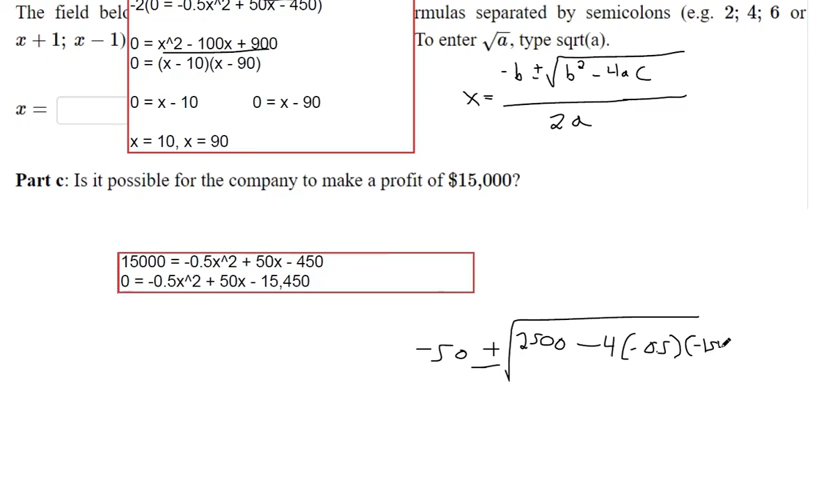 The field
-2(0 = -0.5x^2 + 50x - 450)
rmulas separated by semicolons (e.g. 2; 4; 6 or
x + 1; x − 1)
0 = x^2 - 100x + 900
To enter √a, type sqrt(a).
0 = (x - 10)(x - 90)
x = -b ± √b² - 4ac / 2a
x =
0 = x - 10 0 = x - 90
x = 10, x = 90
Part c: Is it possible for the company to make a profit of $15,000?
15000 = -0.5x^2 + 50x - 450
0 = -0.5x^2 + 50x - 15,450
-50 ± √2500 - 4(-05)(-15